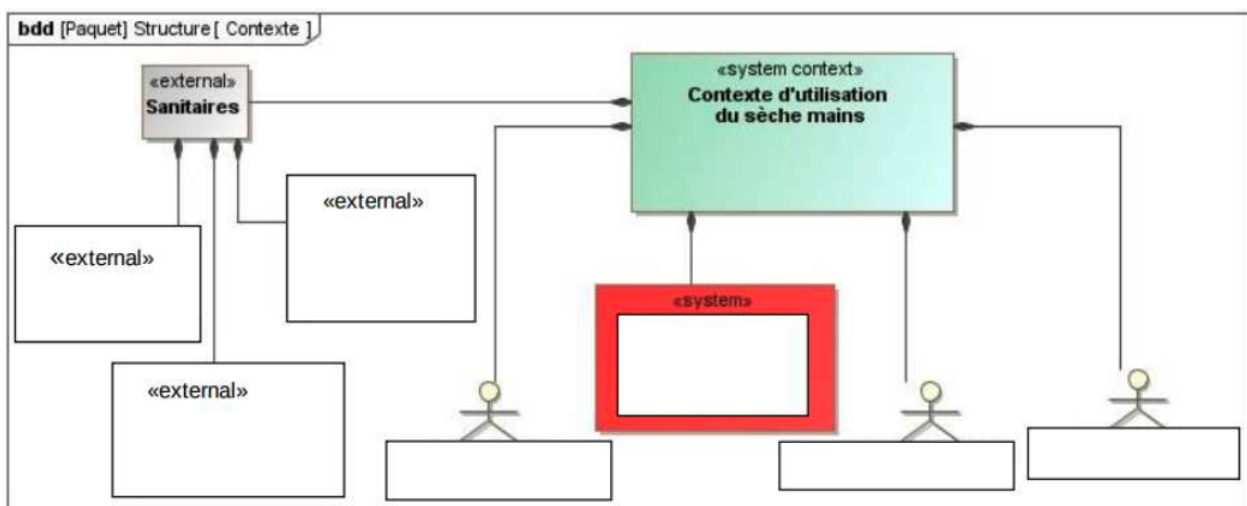 bdd [Paquet] Structure [ Contexte ]
«external»
Sanitaires
«system context»
Contexte d'utilisation
du sèche mains
«external»
«external»
«external»
«system»